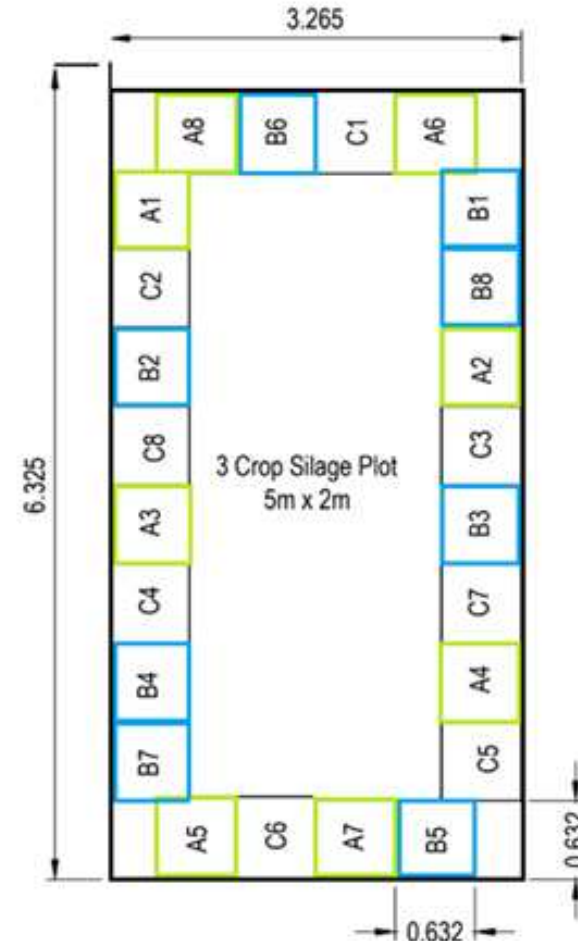 3.265
A8
B6
C1
A6
A1
B1
C2
B8
B2
A2
C8
C3
6.325
3 Crop Silage Plot
5m x 2m
A3
B3
C4
C7
B4
A4
B7
C5
A5
C6
A7
B5
0.632
0.632